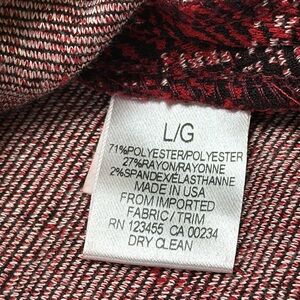 L/G
71%POLYESTER/POLYESTER
27%RAYON/RAYONNE
2%SPANDEX/ÉLASTHANNE
MADE IN USA
FROM IMPORTED
FABRIC/TRIM
RN 123455 CA 00234
DRY CLEAN